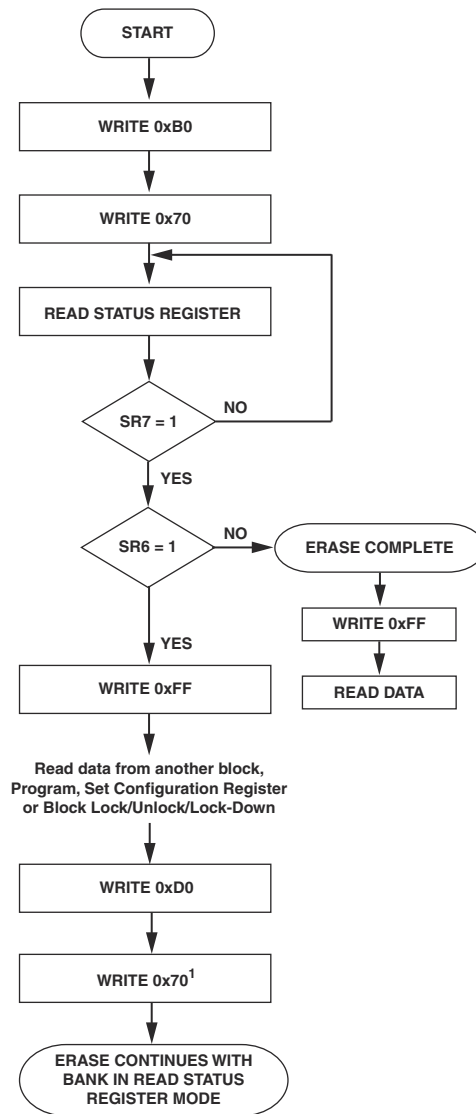 START
WRITE 0xB0
WRITE 0x70
READ STATUS REGISTER
SR7 = 1
NO
YES
SR6 = 1
NO
ERASE COMPLETE
WRITE 0xFF
READ DATA
YES
WRITE 0xFF
Read data from another block,
Program, Set Configuration Register
or Block Lock/Unlock/Lock-Down
WRITE 0xD0
WRITE 0x70¹
ERASE CONTINUES WITH
BANK IN READ STATUS
REGISTER MODE